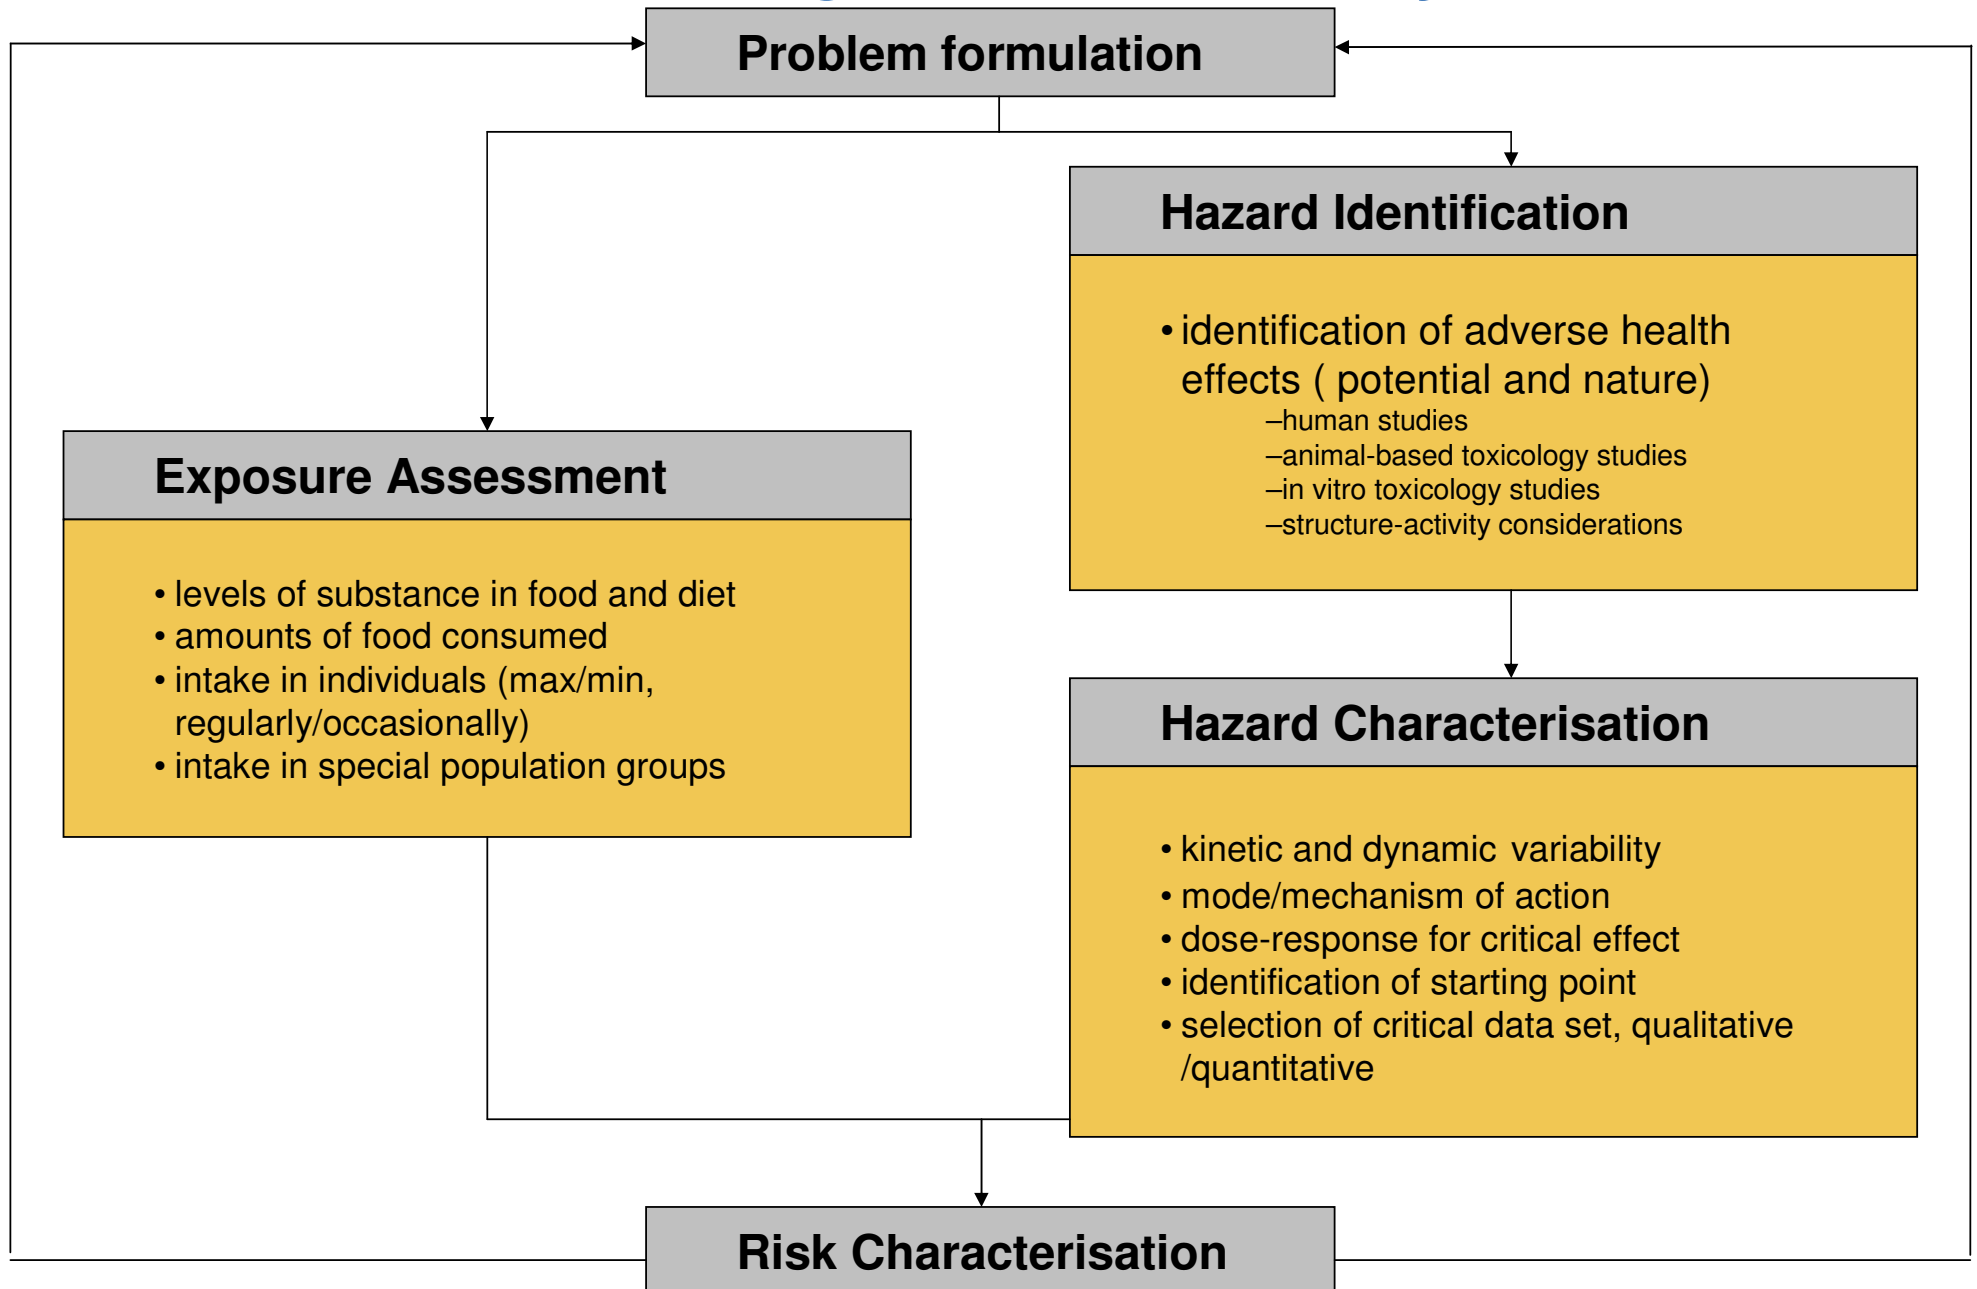 Problem formulation
Hazard Identification
• identification of adverse health
effects ( potential and nature)
–human studies
–animal-based toxicology studies
–in vitro toxicology studies
–structure-activity considerations
Exposure Assessment
• levels of substance in food and diet
• amounts of food consumed
• intake in individuals (max/min,
regularly/occasionally)
• intake in special population groups
Hazard Characterisation
• kinetic and dynamic variability
• mode/mechanism of action
• dose-response for critical effect
• identification of starting point
• selection of critical data set, qualitative
/quantitative
Risk Characterisation